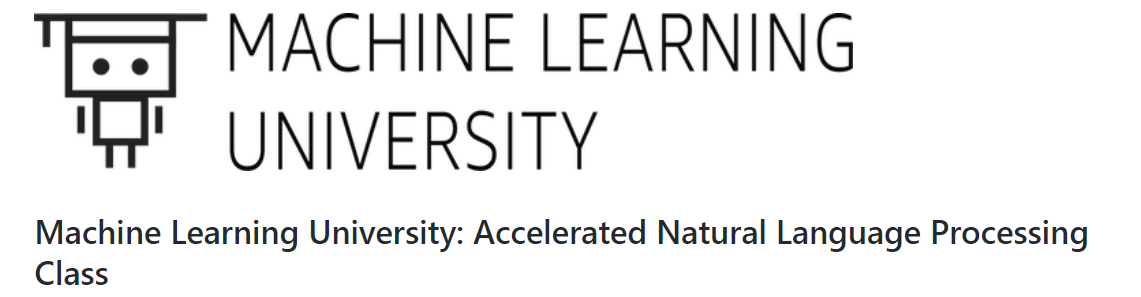 MACHINE LEARNING
UNIVERSITY
Machine Learning University: Accelerated Natural Language Processing
Class